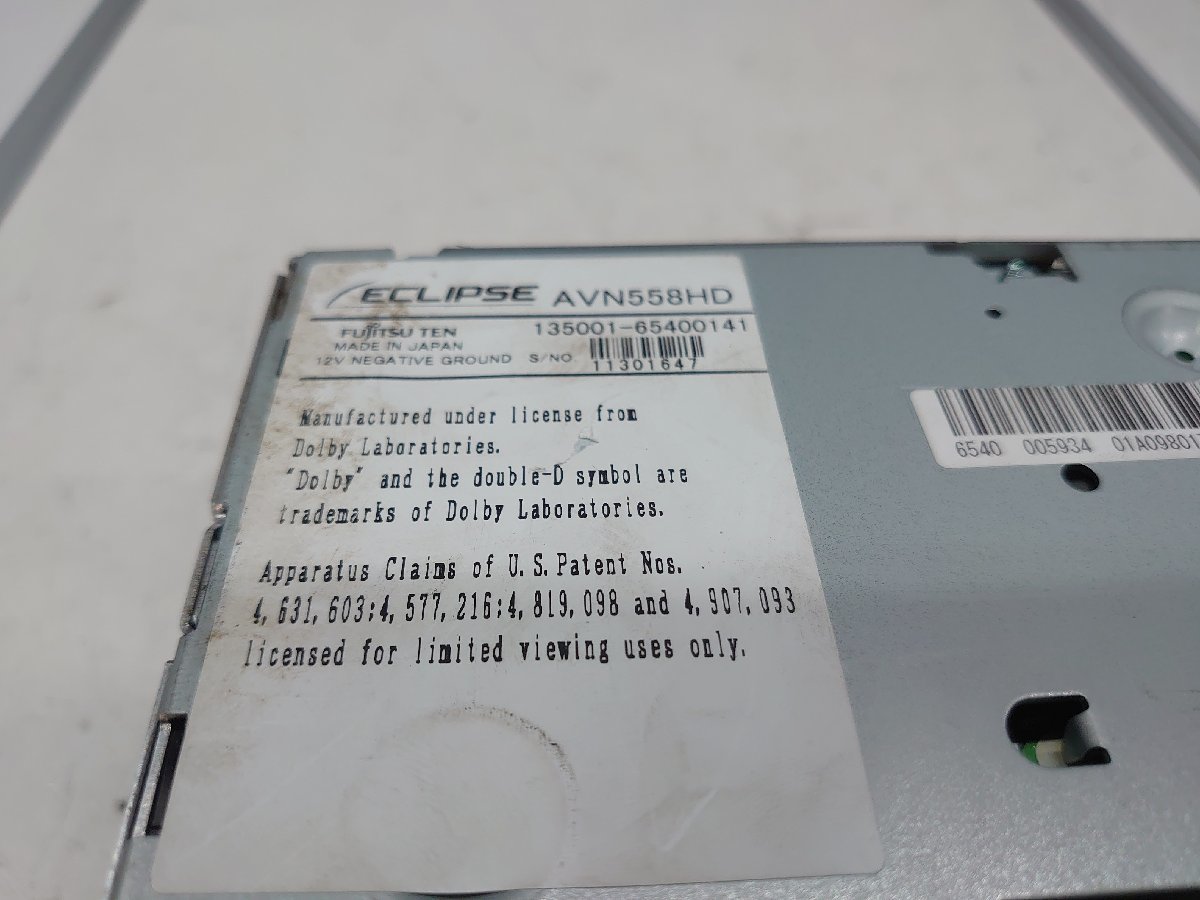 ECLIPSE AVN558HD
FUJITSU TEN 135001-65400141
MADE IN JAPAN
12V NEGATIVE GROUND S/NO. 11301647
Manufactured under license from
Dolby Laboratories.
"Dolby" and the double-D symbol are
trademarks of Dolby Laboratories.
Apparatus Claims of U.S.Patent Nos.
4,631,603:4,577,216:4,819,098 and 4,907,093
licensed for limited viewing uses only.
6540 005934 01A0980